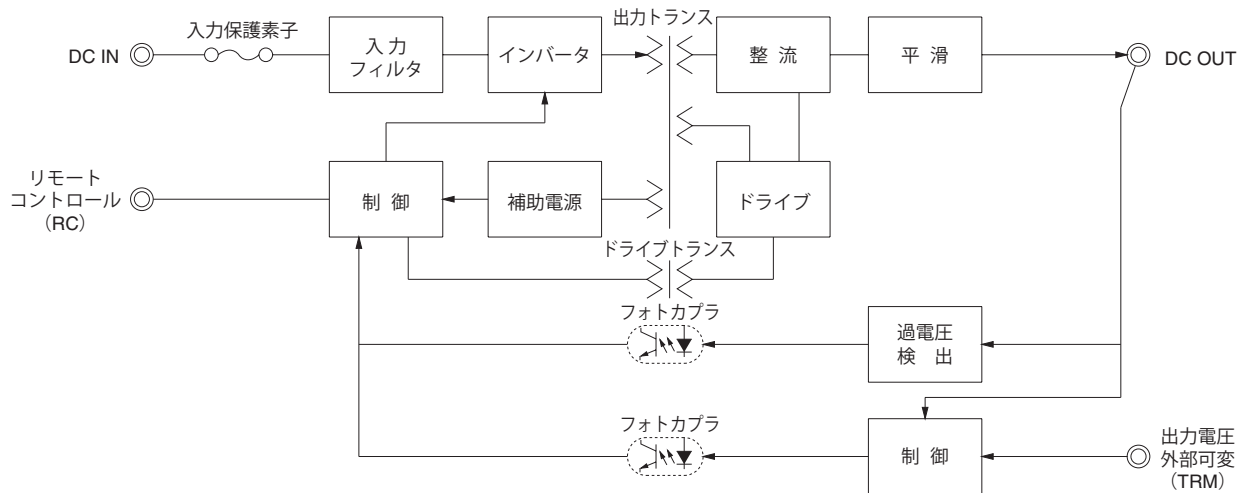 入力保護素子
出力トランス
DC IN
入 力
フィルタ
インバータ
整 流
平 滑
DC OUT
リモート
コントロール
（RC）
制 御
補助電源
ドライブ
ドライブトランス
フォトカプラ
過電圧
検 出
フォトカプラ
制 御
出力電圧
外部可変
（TRM）